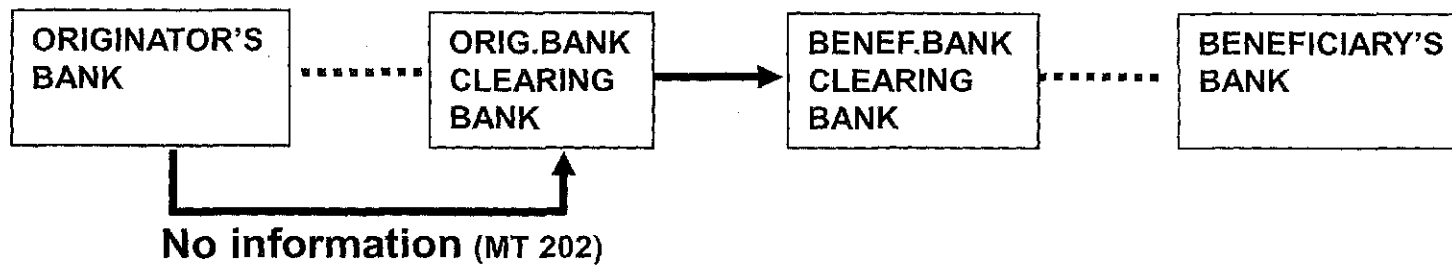 ORIGINATOR'S
BANK
ORIG.BANK
CLEARING
BANK
BENEF.BANK
CLEARING
BANK
BENEFICIARY'S
BANK
No information (MT 202)